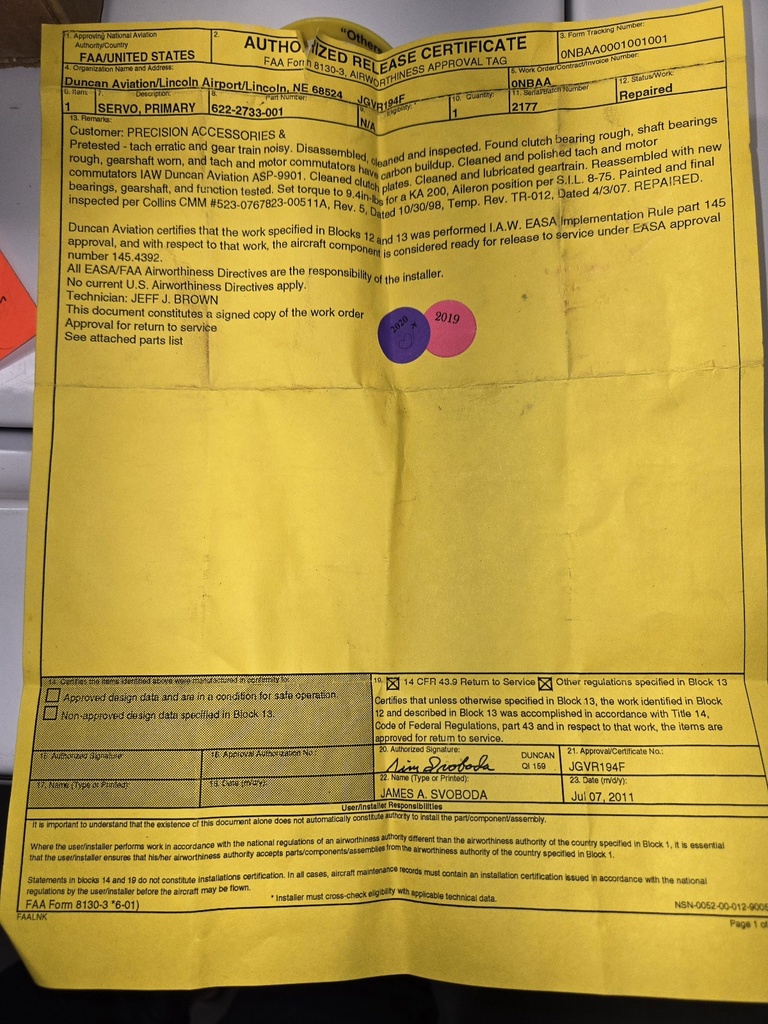 "Others
1. Approving National Aviation Authority/Country
FAA/UNITED STATES
2.
AUTHORIZED RELEASE CERTIFICATE
FAA Form 8130-3, AIRWORTHINESS APPROVAL TAG
3. Form Tracking Number:
0NBAA0001001001
4. Organization Name and Address:
Duncan Aviation/Lincoln Airport/Lincoln, NE 68524
JGVR194F
5. Work Order/Contract/Invoice Number:
0NBAA
6. Item:
1
7. Description:
SERVO, PRIMARY
8. Part Number:
622-2733-001
Eligibility: *
N/A
10. Quantity:
1
11. Serial/Batch Number
2177
12. Status/Work:
Repaired
13. Remarks:
Customer: PRECISION ACCESSORIES &
Pretested - tach erratic and gear train noisy. Disassembled, cleaned and inspected. Found clutch bearing rough, shaft bearings
rough, gearshaft worn, and tach and motor commutators have carbon buildup. Cleaned and polished tach and motor
commutators IAW Duncan Aviation ASP-9901. Cleaned clutch plates. Cleaned and lubricated geartrain. Reassembled with new
bearings, gearshaft, and function tested. Set torque to 9.4in-lbs for a KA 200, Aileron position per S.I.L. 8-75. Painted and final
inspected per Collins CMM #523-0767823-00511A, Rev. 5, Dated 10/30/98, Temp. Rev. TR-012, Dated 4/3/07. REPAIRED.
Duncan Aviation certifies that the work specified in Blocks 12 and 13 was performed I.A.W. EASA Implementation Rule part 145
approval, and with respect to that work, the aircraft component is considered ready for release to service under EASA approval
number 145.4392.
All EASA/FAA Airworthiness Directives are the responsibility of the installer.
No current U.S. Airworthiness Directives apply.
Technician: JEFF J. BROWN
This document constitutes a signed copy of the work order
Approval for return to service
See attached parts list
2020
2019
14. Certifies the items identified above were manufactured in conformity to:
Approved design data and are in a condition for safe operation.
Non-approved design data specified in Block 13.
15. Authorized Signature:
16. Approval/Authorization No.:
17. Name (Type or Printed):
18. Date (m/d/y):
19. 14 CFR 43.9 Return to Service Other regulations specified in Block 13
Certifies that unless otherwise specified in Block 13, the work identified in Block
12 and described in Block 13 was accomplished in accordance with Title 14,
Code of Federal Regulations, part 43 and in respect to that work, the items are
approved for return to service.
20. Authorized Signature:
Jim Svoboda
DUNCAN
QI 159
21. Approval/Certificate No.:
JGVR194F
22. Name (Type or Printed):
JAMES A. SVOBODA
23. Date (m/d/y):
Jul 07, 2011
User/Installer Responsibilities
It is important to understand that the existence of this document alone does not automatically constitute authority to install the part/component/assembly.
Where the user/installer performs work in accordance with the national regulations of an airworthiness authority different than the airworthiness authority of the country specified in Block 1, it is essential
that the user/installer ensures that his/her airworthiness authority accepts parts/components/assemblies from the airworthiness authority of the country specified in Block 1.
Statements in blocks 14 and 19 do not constitute installations certification. In all cases, aircraft maintenance records must contain an installation certification issued in accordance with the national
regulations by the user/installer before the aircraft may be flown.
FAA Form 8130-3 *6-01)
* Installer must cross-check eligibility with applicable technical data.
NSN-0052-00-012-9005
FAALNK
Page 1 of